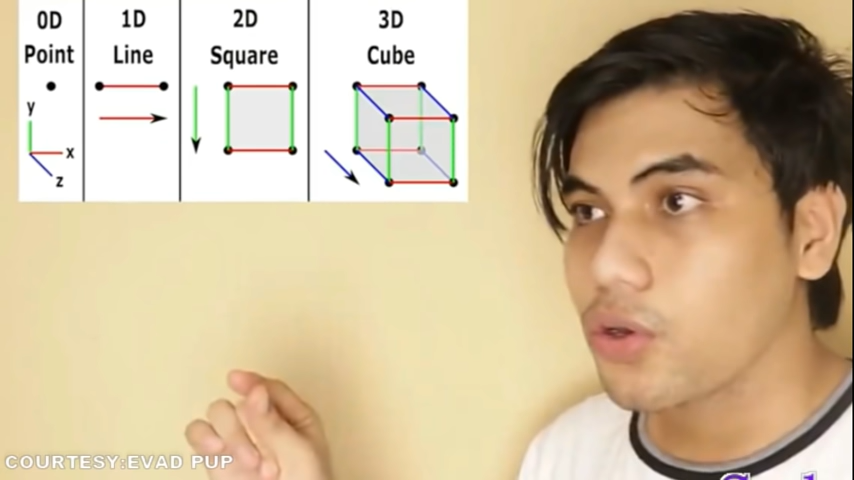 0D
Point
1D
Line
2D
Square
3D
Cube
y
x
z
COURTESY:EVAD PUP